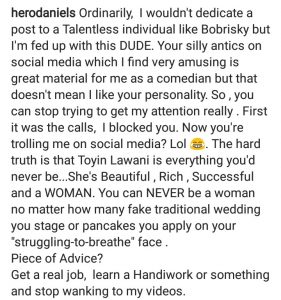 herodaniels Ordinarily, I wouldn't dedicate a
post to a Talentless individual like Bobrisky but
I'm fed up with this DUDE. Your silly antics on
social media which I find very amusing is
great material for me as a comedian but that
doesn't mean I like your personality. So , you
can stop trying to get my attention really . First
it was the calls, I blocked you. Now you're
trolling me on social media? Lol 😂. The hard
truth is that Toyin Lawani is everything you'd
never be...She's Beautiful , Rich , Successful
and a WOMAN. You can NEVER be a woman
no matter how many fake traditional wedding
you stage or pancakes you apply on your
"struggling-to-breathe" face .
Piece of Advice?
Get a real job, learn a Handiwork or something
and stop wanking to my videos.